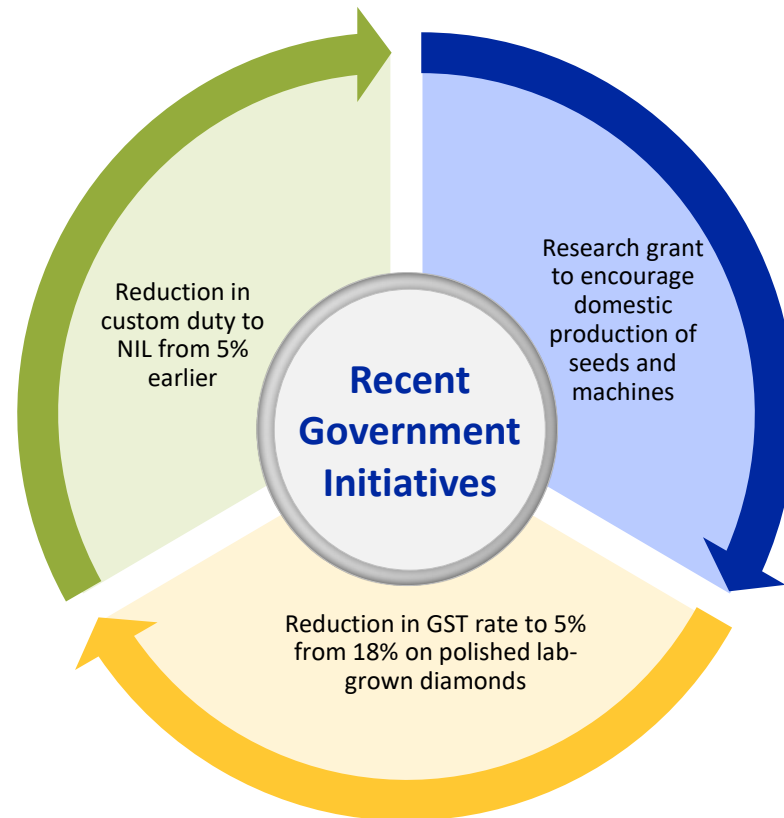 Recent
Government
Initiatives
Research grant
to encourage
domestic
production of
seeds and
machines
Reduction in GST rate to 5%
from 18% on polished lab-
grown diamonds
Reduction in
custom duty to
NIL from 5%
earlier